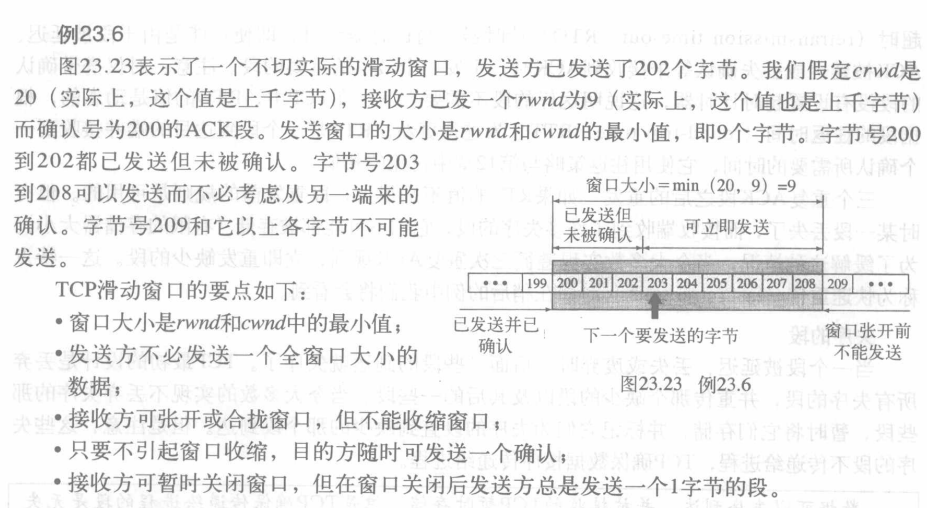 例23.6
图23.23表示了一个不切实际的滑动窗口，发送方已发送了202个字节。我们假定crwd是
20（实际上，这个值是上千字节），接收方已发一个rwnd为9（实际上，这个值也是上千字节）
而确认号为200的ACK段。发送窗口的大小是rwnd和cwnd的最小值，即9个字节。字节号200
到202都已发送但未被确认。字节号203
到208可以发送而不必考虑从另一端来的
确认。字节号209和它以上各字节不可能
发送。
TCP滑动窗口的要点如下：
•窗口大小是rwnd和cwnd中的最小值；
•发送方不必发送一个全窗口大小的
数据；
•接收方可张开或合找窗口，但不能收缩窗口；
•只要不引起窗口收缩，目的方随时可发送一个确认；
•接收方可暂时关闭窗口，但在窗口关闭后发送方总是发送一个1字节的段。
窗口大小=min（20，9）=9
已发送但
未被确认
可立即发送
••• 199 200 201 202 203 204 205 206 207 208 209 •••
已发送并已
确认
下一个要发送的字节
窗口张开前
不能发送
图23.23 例23.6